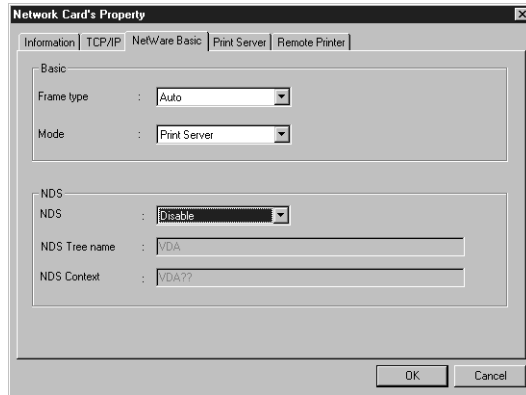 Network Card's Property
Information TCP/IP NetWare Basic Print Server Remote Printer
Basic
Frame type : Auto
Mode : Print Server
NDS
NDS : Disable
NDS Tree name : VDA
NDS Context : VDA??
OK Cancel